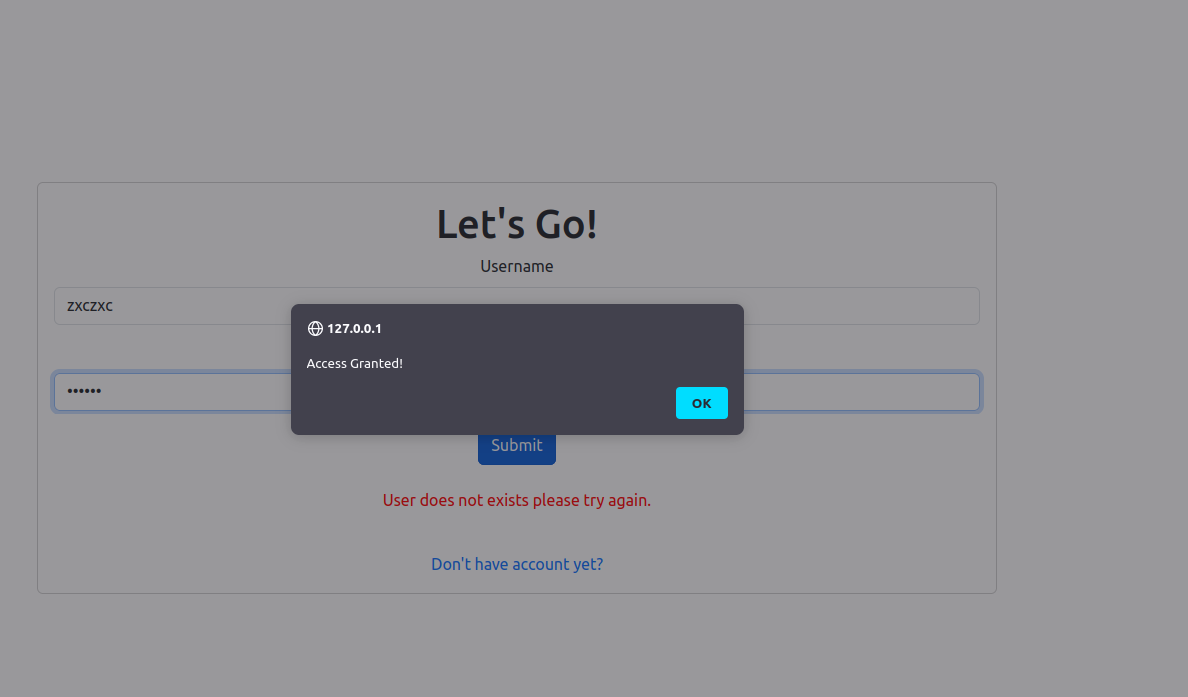 Let's Go!
Username
zxczxc
127.0.0.1
Access Granted!
OK
••••••
Submit
User does not exists please try again.
Don't have account yet?